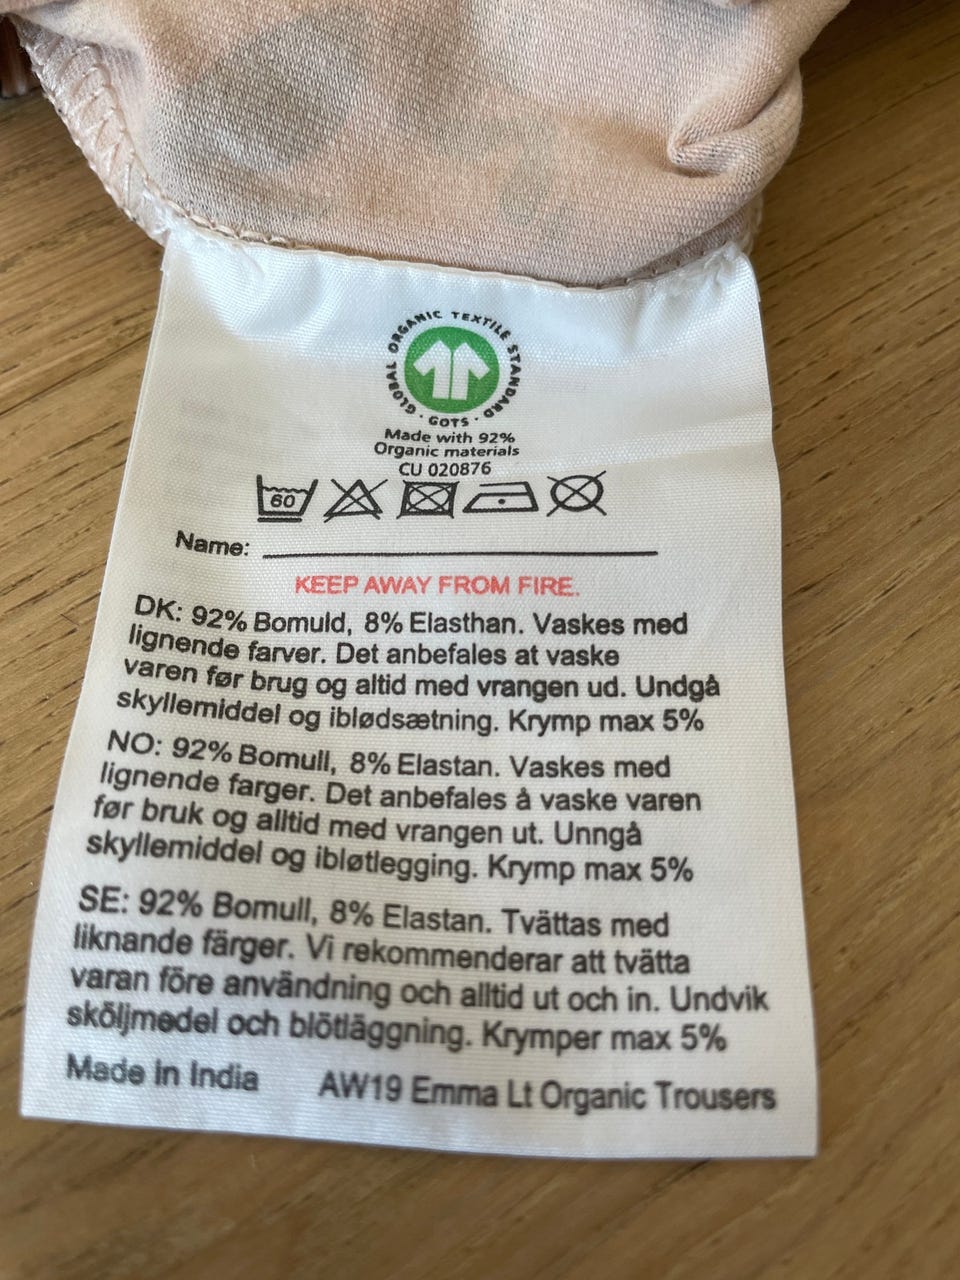 GLOBAL ORGANIC TEXTILE STANDARD · GOTS ·
Made with 92%
Organic materials
CU 020876
60
Name:
KEEP AWAY FROM FIRE.
DK: 92% Bomuld, 8% Elasthan. Vaskes med
lignende farver. Det anbefales at vaske
varen før brug og altid med vrangen ud. Undgå
skyllemiddel og iblødsætning. Krymp max 5%
NO: 92% Bomull, 8% Elastan. Vaskes med
lignende farger. Det anbefales å vaske varen
før bruk og alltid med vrangen ut. Unngå
skyllemiddel og ibløtlegging. Krymp max 5%
SE: 92% Bomull, 8% Elastan. Tvättas med
liknande färger. Vi rekommenderar att tvätta
varan före användning och alltid ut och in. Undvik
sköljmedel och blötläggning. Krymper max 5%
Made in India AW19 Emma Lt Organic Trousers